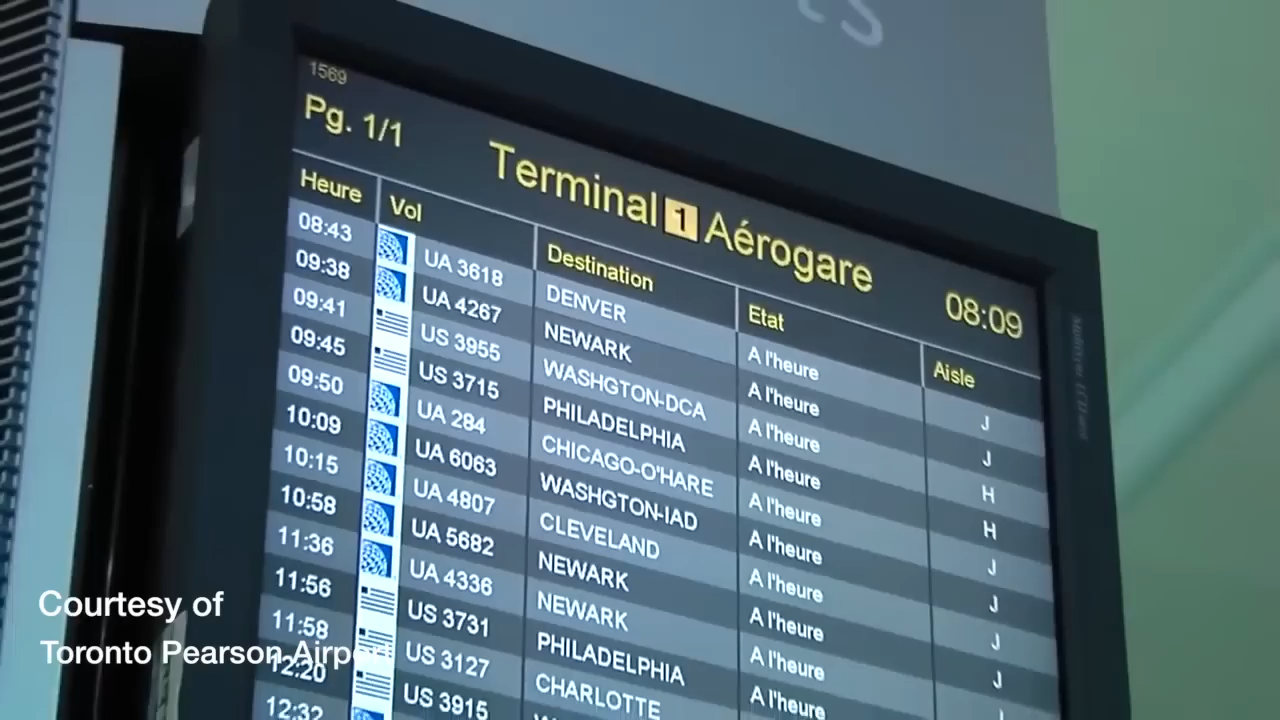 ts
1569
Pg. 1/1
Terminal 1 Aérogare
08:09
Heure Vol Destination Etat Aisle
08:43 UA 3618 DENVER A l'heure J
09:38 UA 4267 NEWARK A l'heure J
09:41 US 3955 WASHGTON-DCA A l'heure H
09:45 US 3715 PHILADELPHIA A l'heure H
09:50 UA 284 CHICAGO-O'HARE A l'heure J
10:09 UA 6063 WASHGTON-IAD A l'heure J
10:15 UA 4807 CLEVELAND A l'heure J
10:58 UA 5682 NEWARK A l'heure J
11:36 UA 4336 NEWARK A l'heure
11:56 US 3731 PHILADELPHIA A l'heure
11:58 US 3127 CHARLOTTE
12:20 US 3915
12:32
Courtesy of
Toronto Pearson Airport